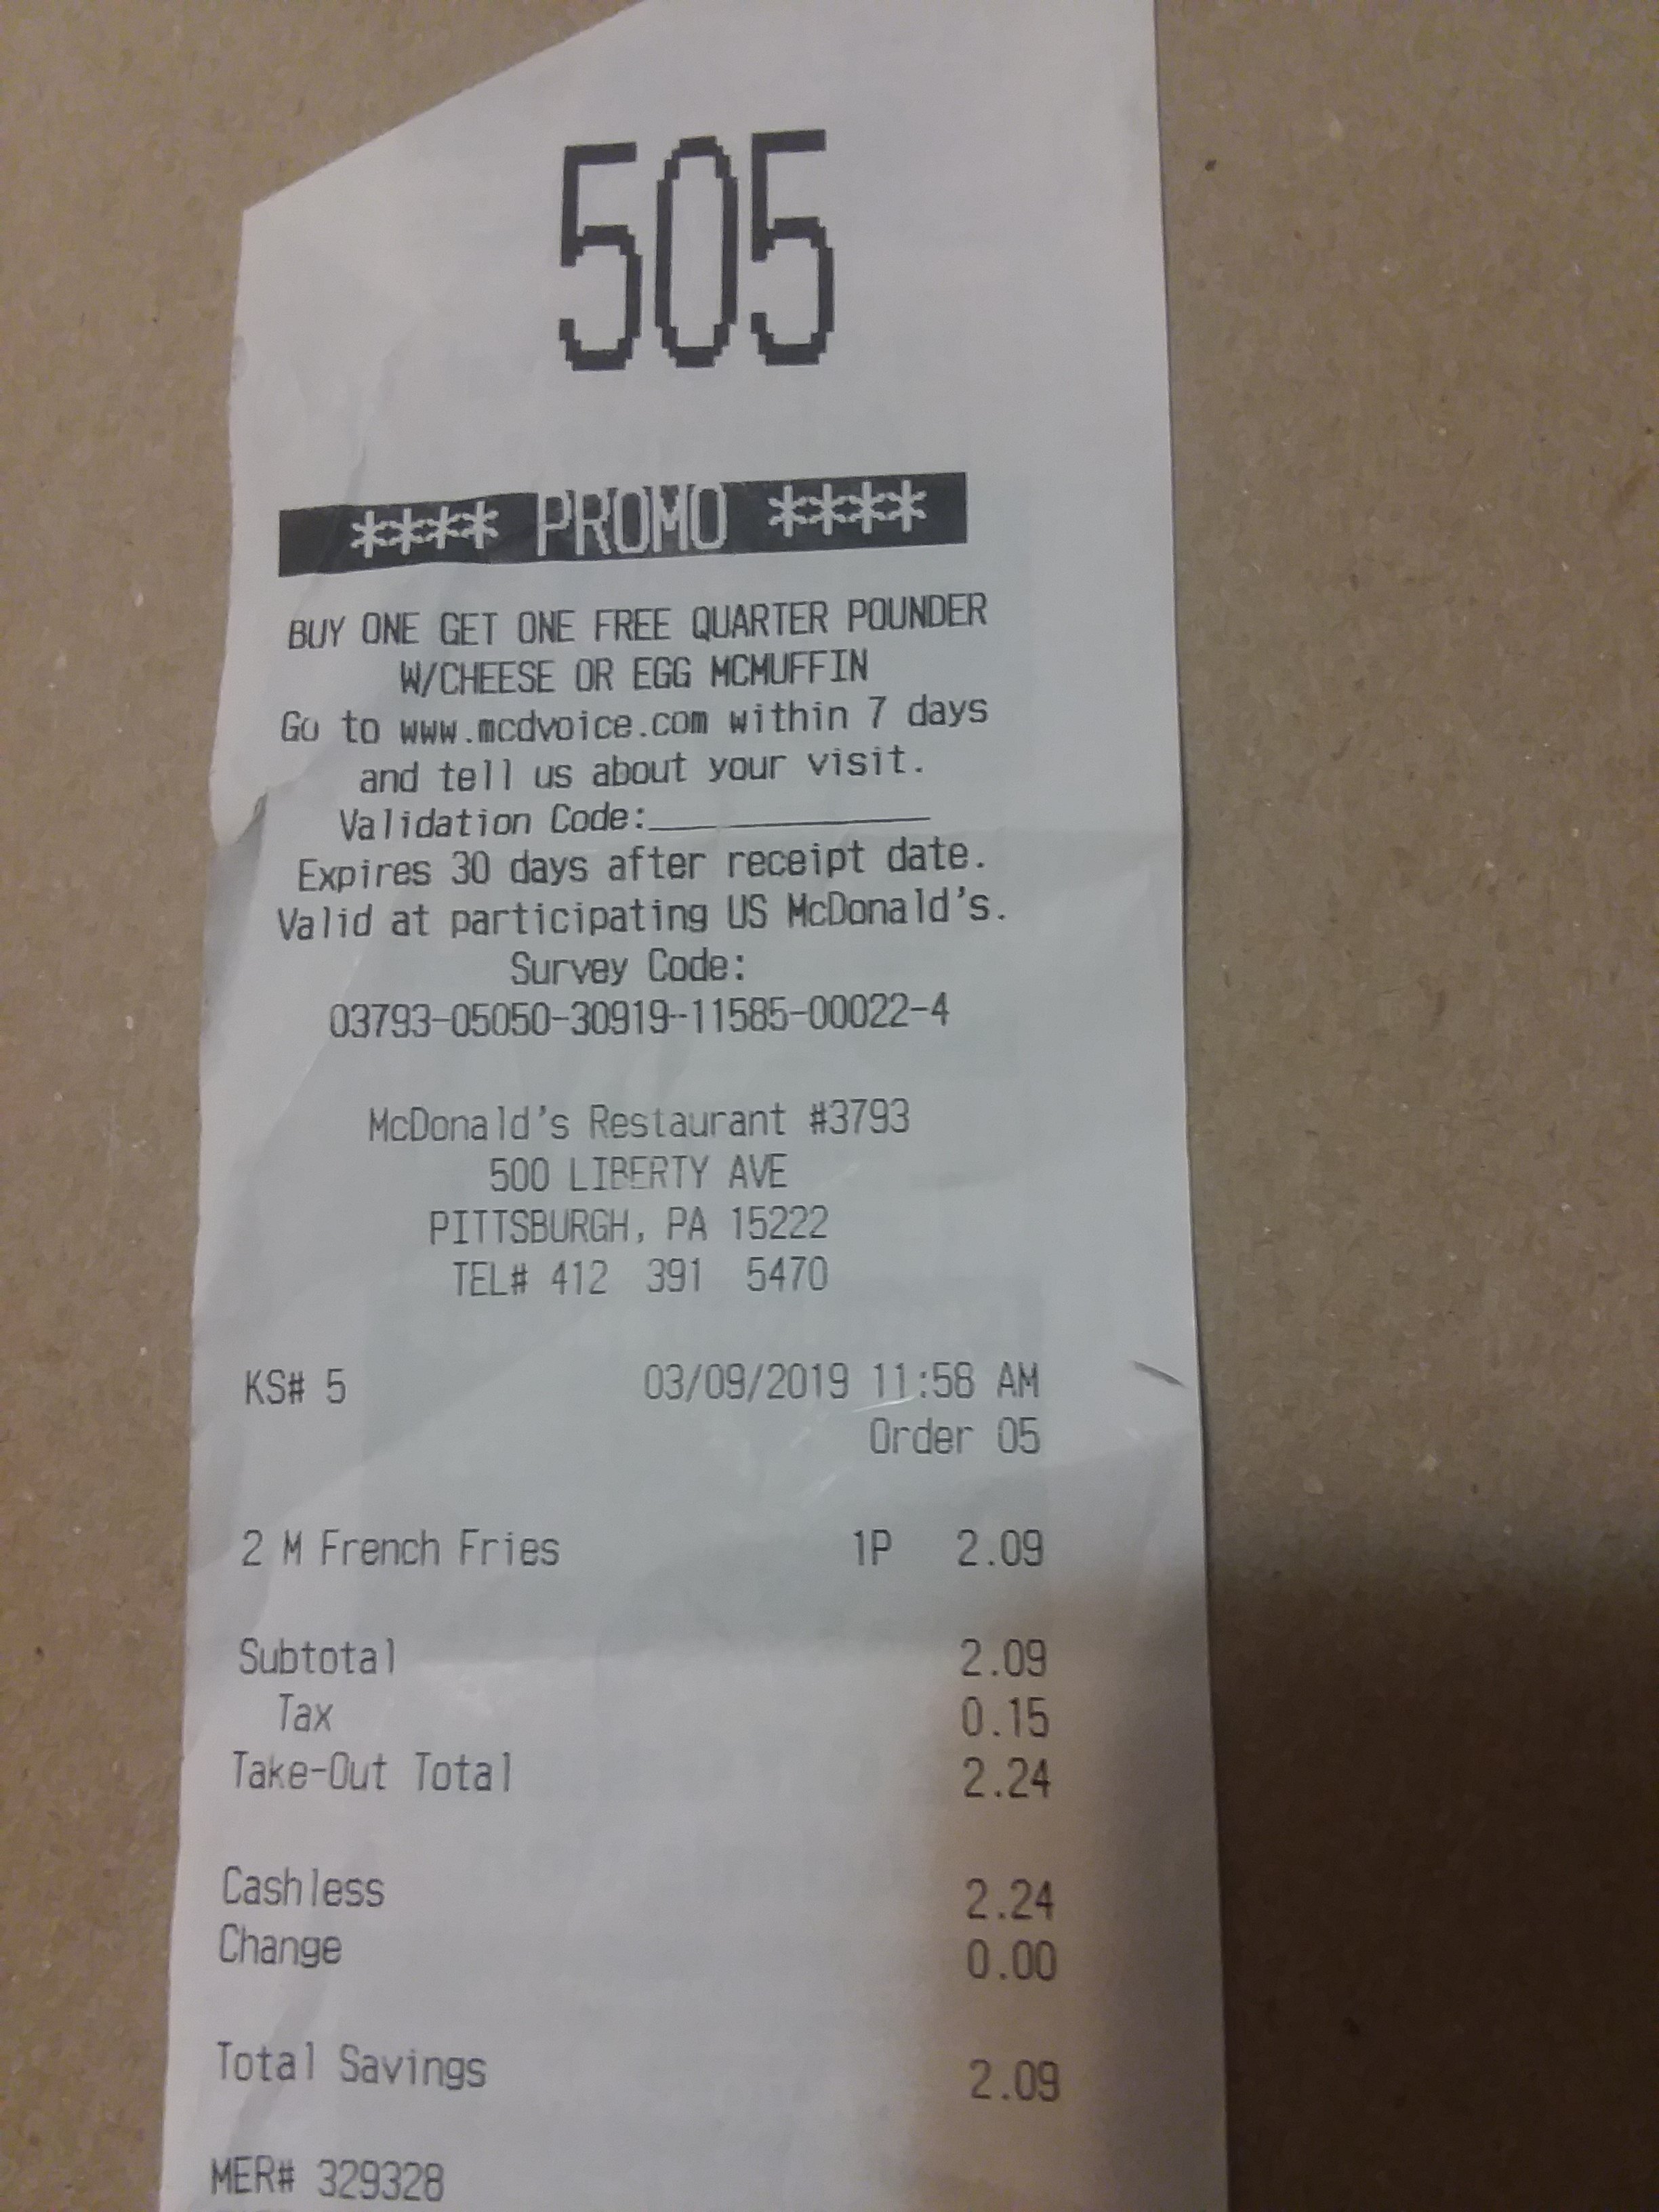 505
**** PROMO ****
BUY ONE GET ONE FREE QUARTER POUNDER
W/CHEESE OR EGG MCMUFFIN
Go to www.mcdvoice.com within 7 days
and tell us about your visit.
Validation Code:______________
Expires 30 days after receipt date.
Valid at participating US McDonald's.
Survey Code:
03793-05050-30919-11585-00022-4
McDonald's Restaurant #3793
500 LIBERTY AVE
PITTSBURGH, PA 15222
TEL# 412 391 5470
KS# 5 03/09/2019 11:58 AM
Order 05
2 M French Fries 1P 2.09
Subtotal 2.09
Tax 0.15
Take-Out Total 2.24
Cashless 2.24
Change 0.00
Total Savings 2.09
MER# 329328